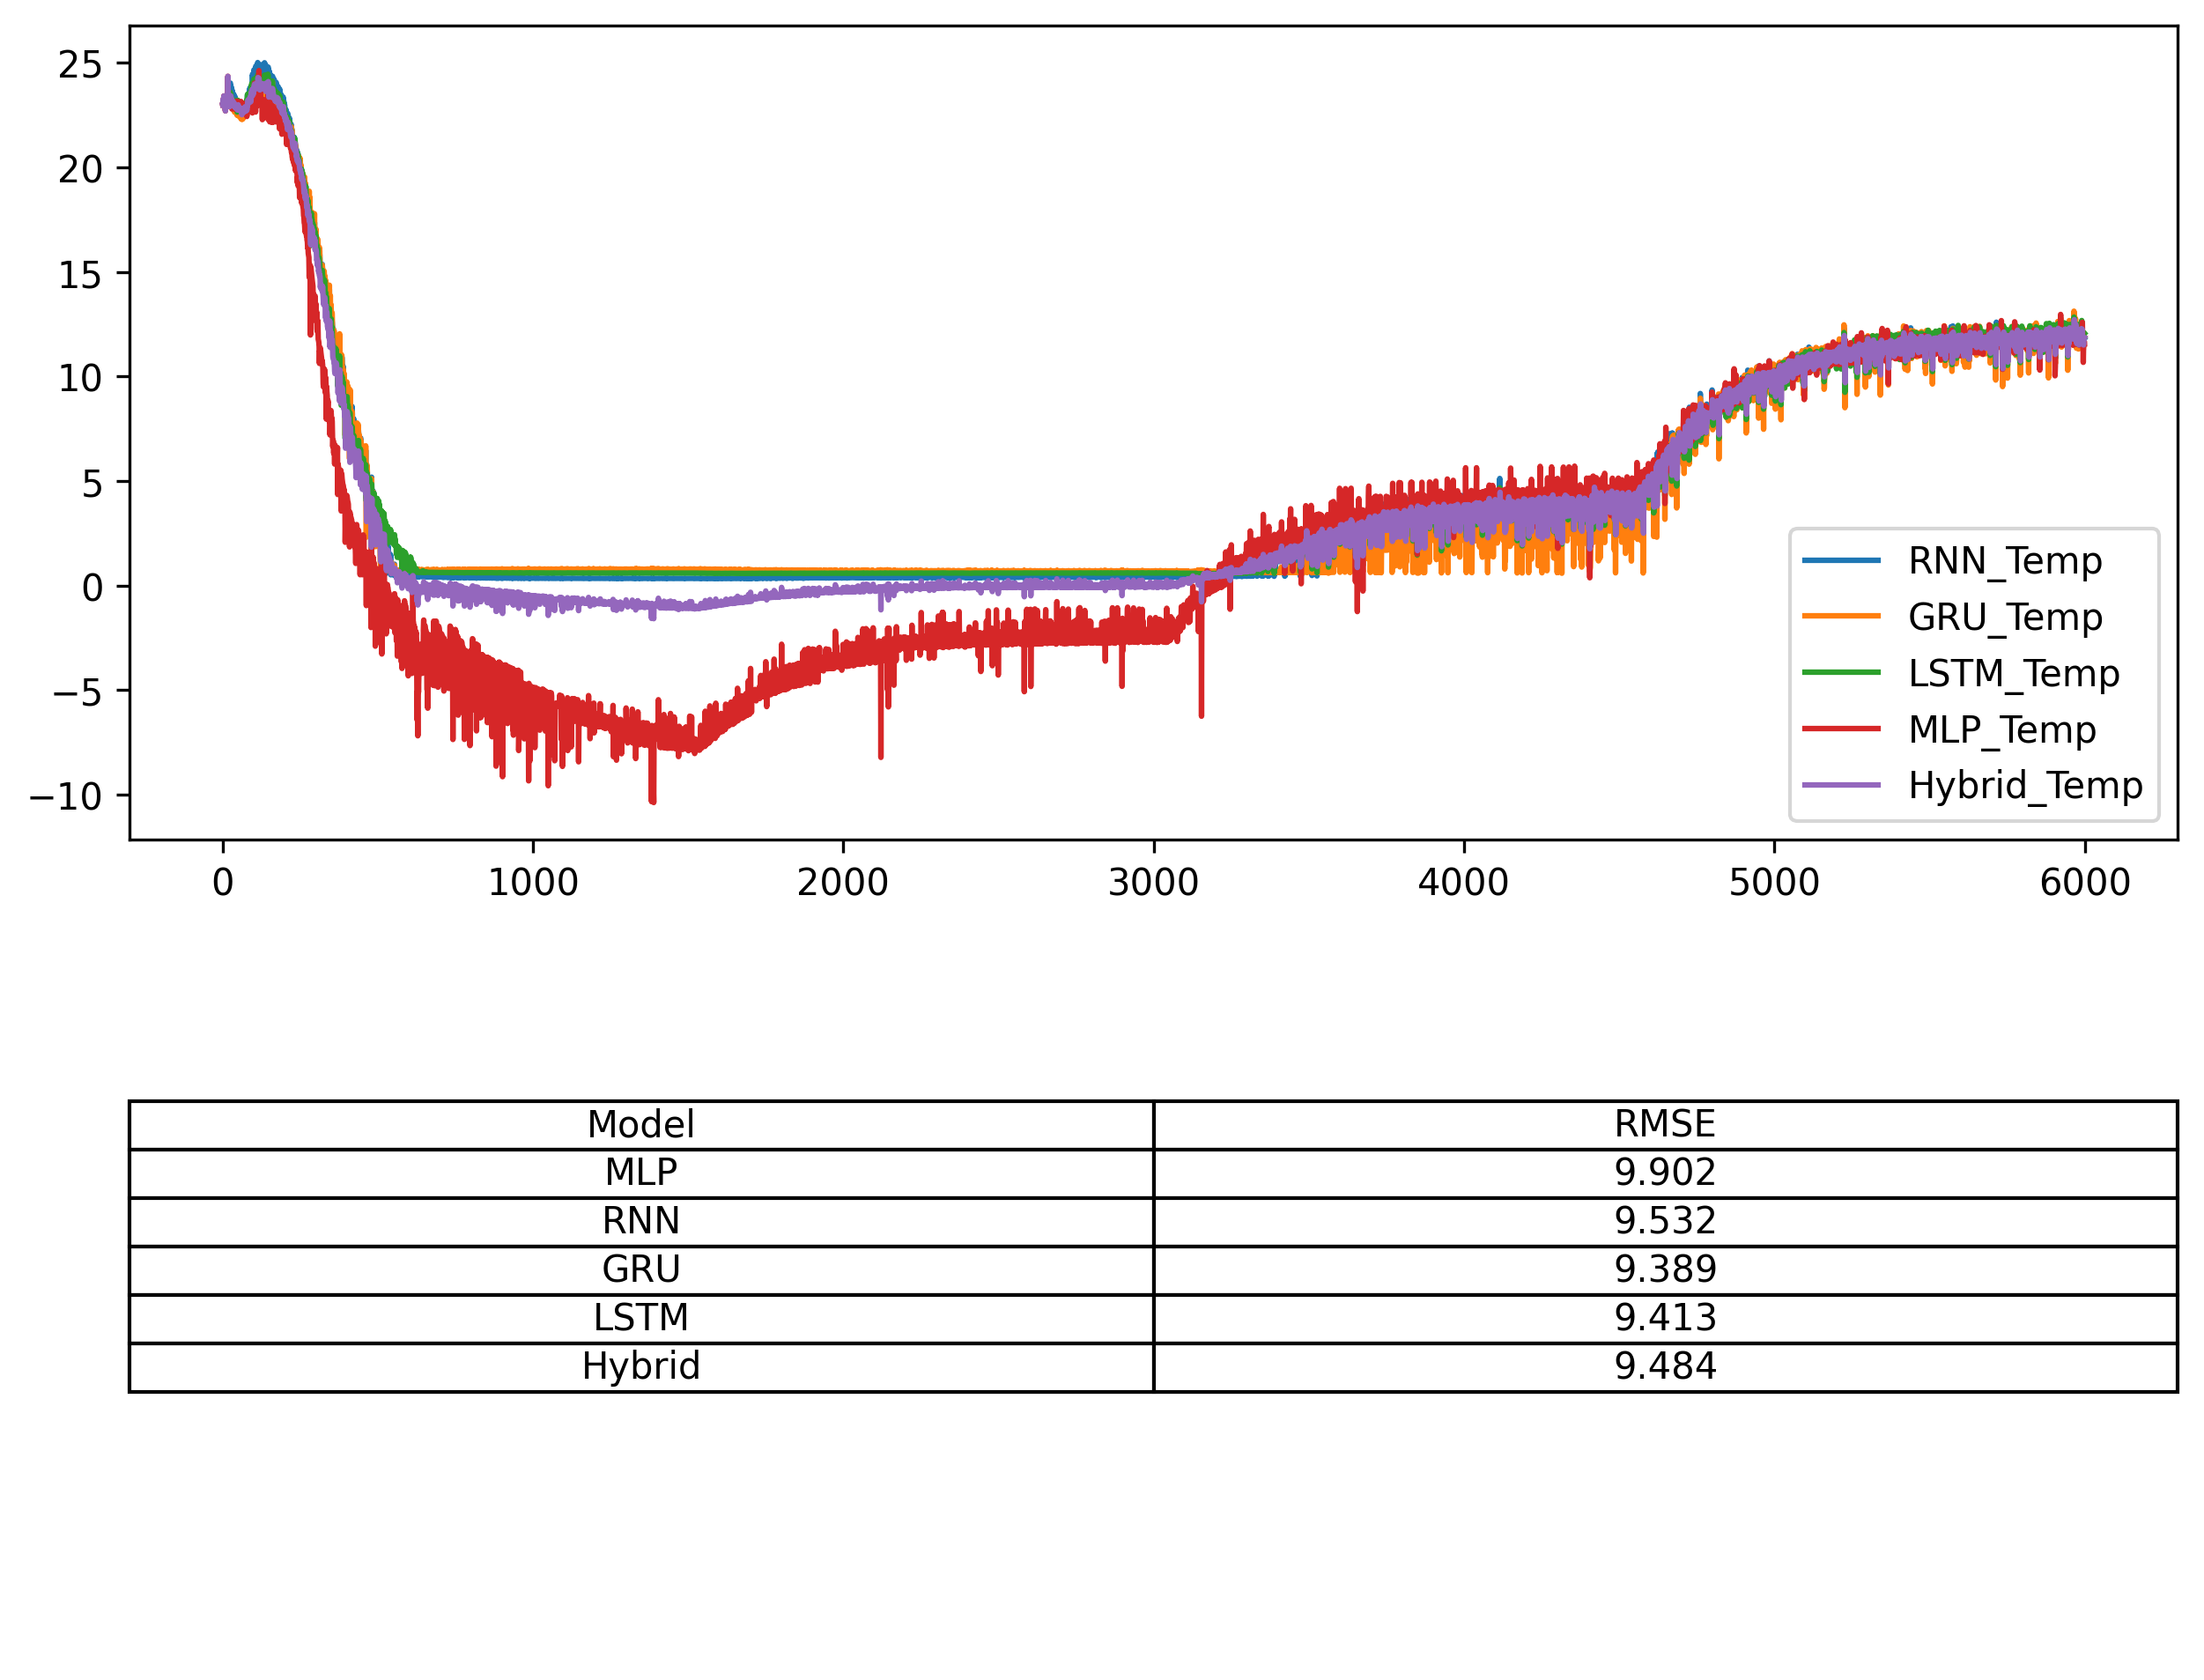 25
20
15
10
5
0
−5
−10
0 1000 2000 3000 4000 5000 6000
RNN_Temp
GRU_Temp
LSTM_Temp
MLP_Temp
Hybrid_Temp
Model RMSE
MLP 9.902
RNN 9.532
GRU 9.389
LSTM 9.413
Hybrid 9.484